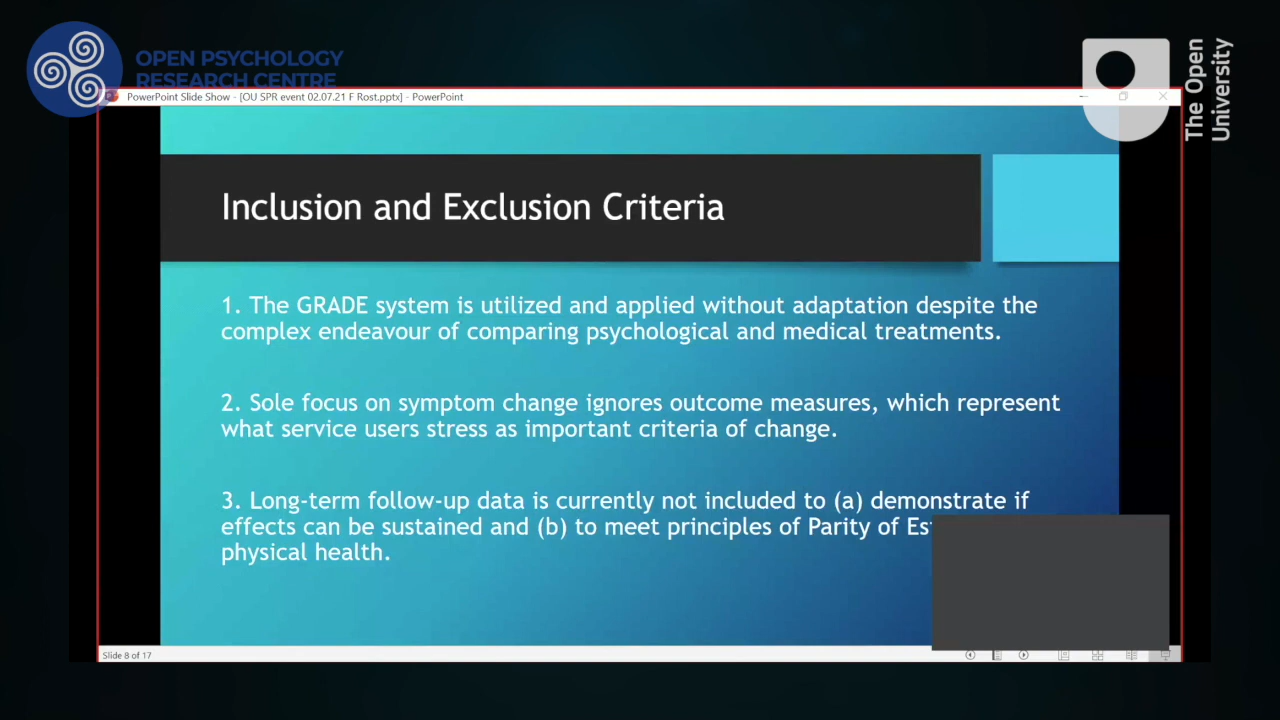 OPEN PSYCHOLOGY
RESEARCH CENTRE
The Open
University
PowerPoint Slide Show - [OU SPR event 02.07.21 F Rost.pptx] - PowerPoint
Inclusion and Exclusion Criteria
1. The GRADE system is utilized and applied without adaptation despite the
complex endeavour of comparing psychological and medical treatments.
2. Sole focus on symptom change ignores outcome measures, which represent
what service users stress as important criteria of change.
3. Long-term follow-up data is currently not included to (a) demonstrate if
effects can be sustained and (b) to meet principles of Parity of
physical health.
Slide 8 of 17